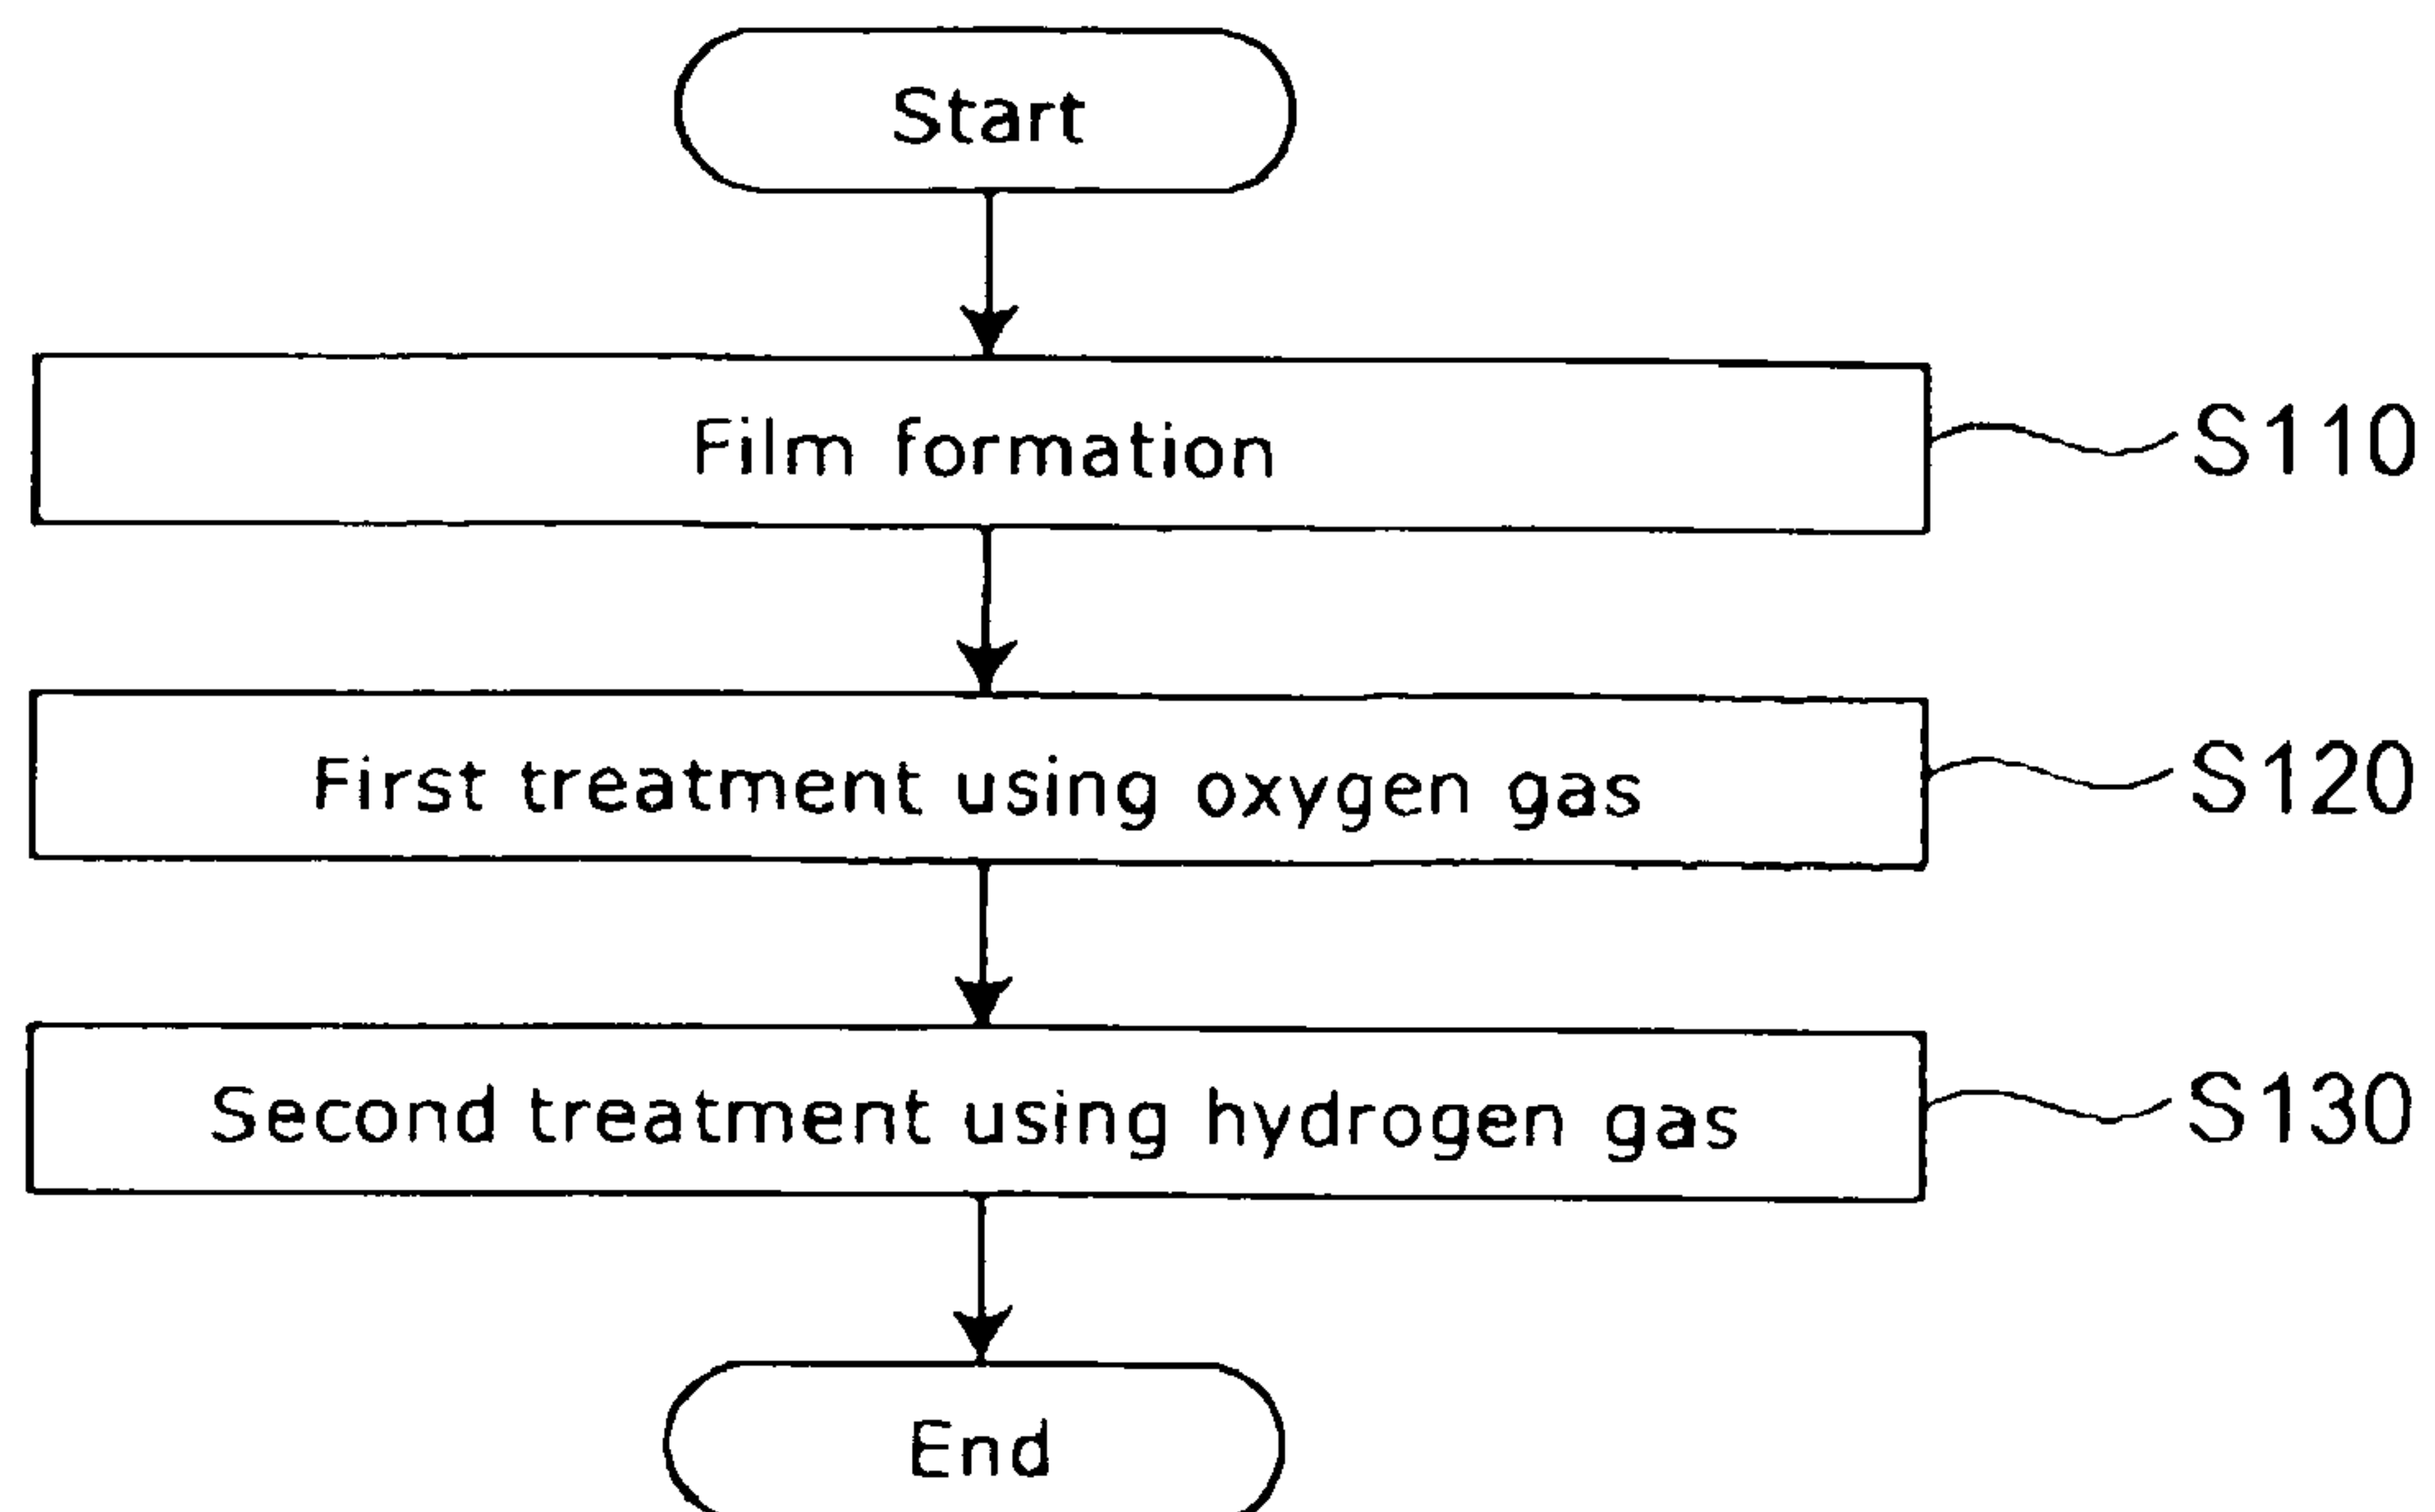 Start
Film formation
S110
First treatment using oxygen gas
S120
Second treatment using hydrogen gas
S130
End